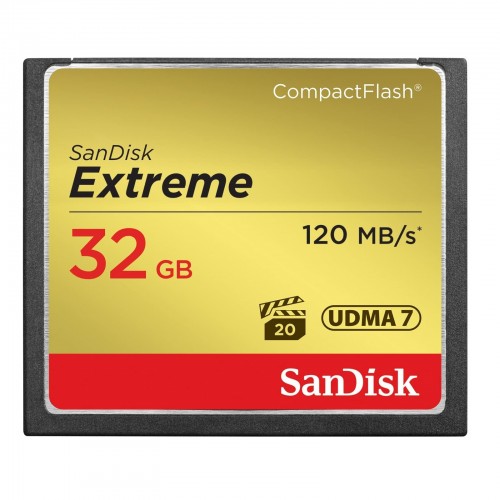 CompactFlash®
SanDisk
Extreme
32 GB
120 MB/s*
20
UDMA 7
SanDisk